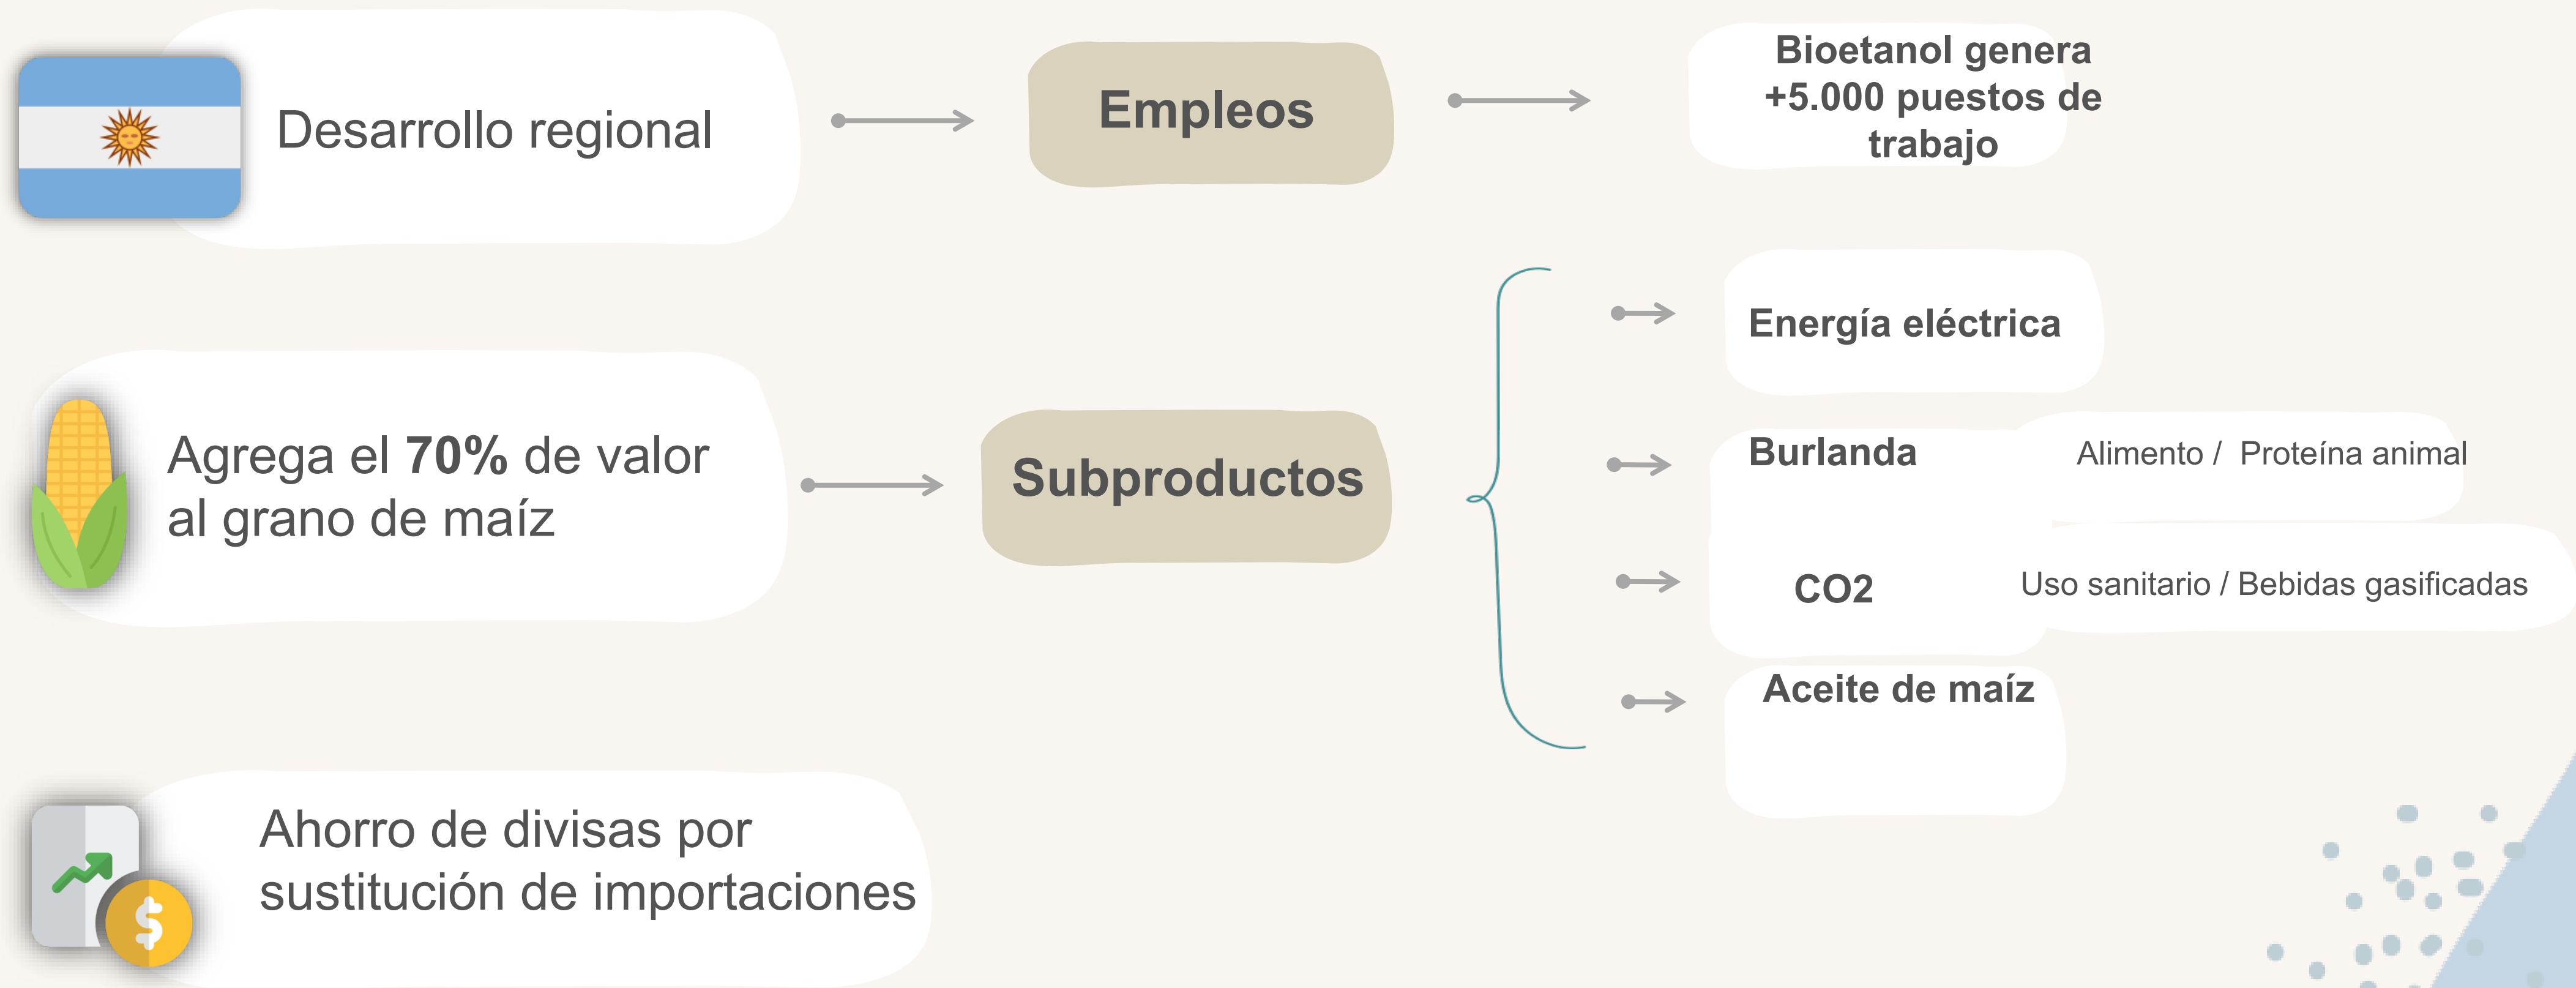 Desarrollo regional
Empleos
Bioetanol genera
+5.000 puestos de
trabajo
Agrega el 70% de valor
al grano de maíz
Subproductos
Energía eléctrica
Burlanda
Alimento / Proteína animal
CO2
Uso sanitario / Bebidas gasificadas
Aceite de maíz
Ahorro de divisas por
sustitución de importaciones
$